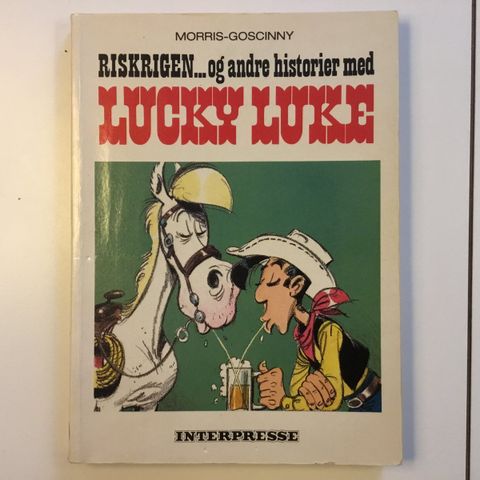 MORRIS-GOSCINNY
RISKRIGEN... og andre historier med
LUCKY LUKE
INTERPRESSE